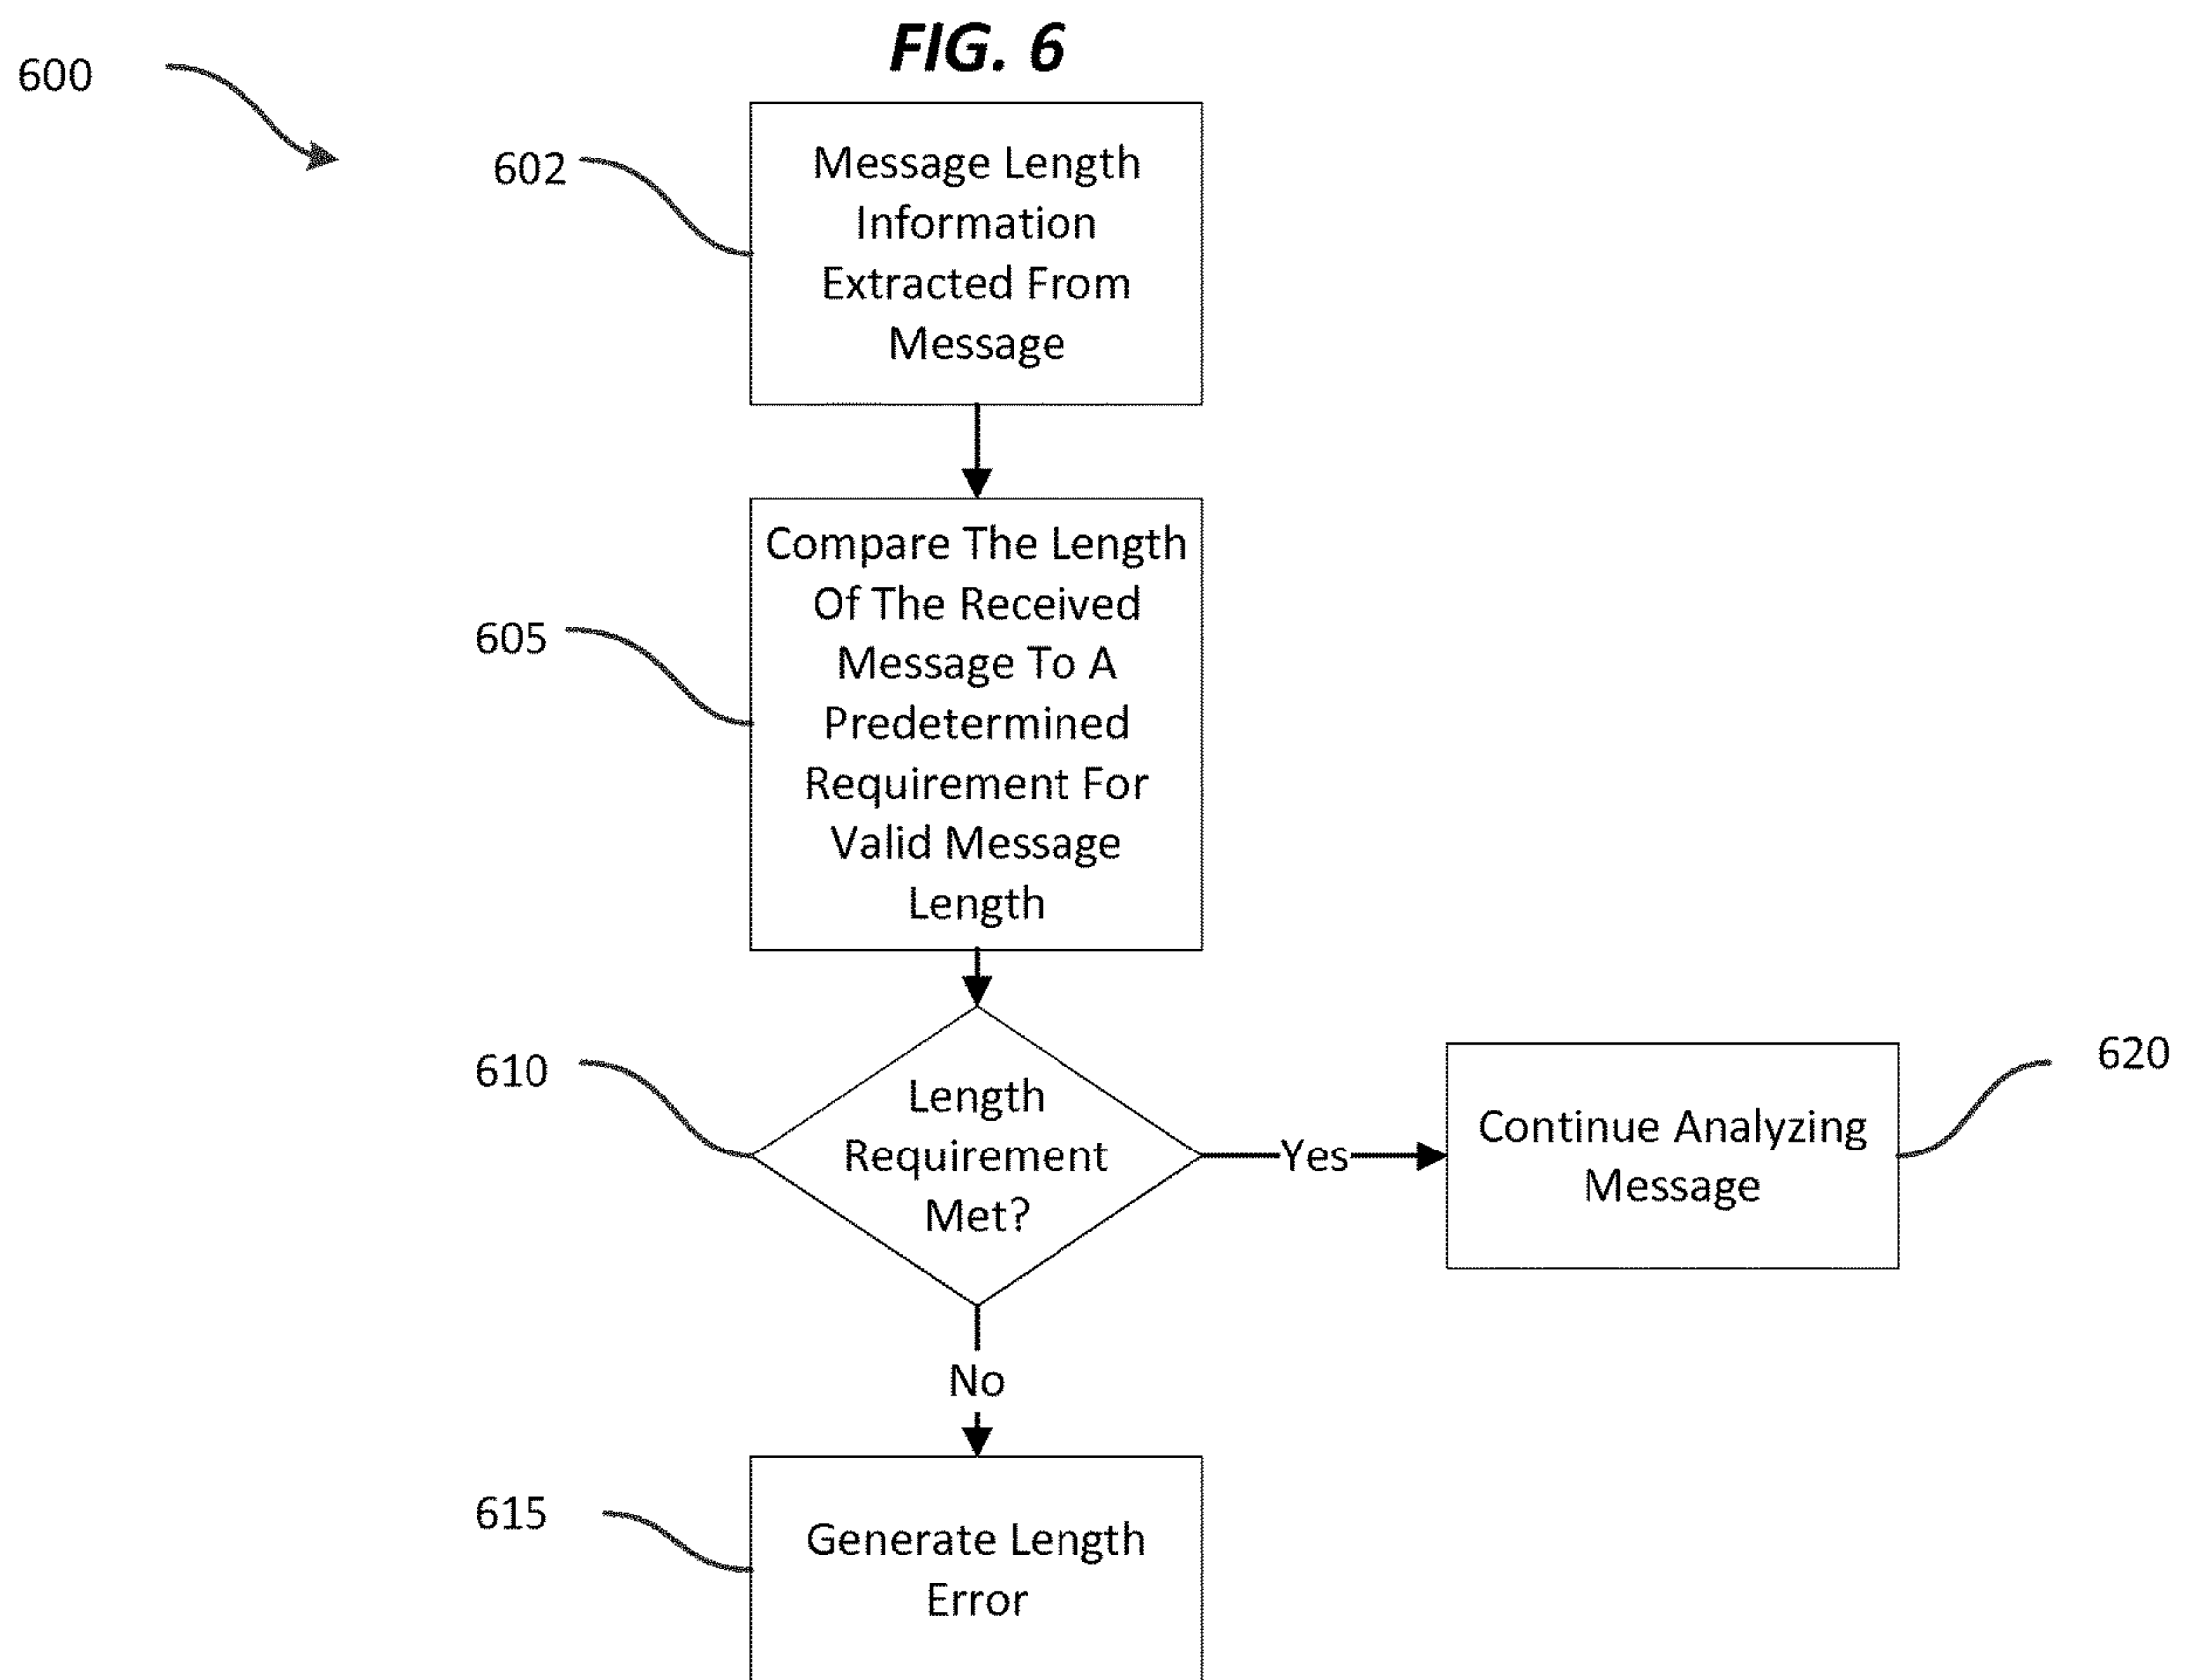 FIG. 6
600
602
Message Length
Information
Extracted From
Message
605
Compare The Length
Of The Received
Message To A
Predetermined
Requirement For
Valid Message
Length
610
Length
Requirement
Met?
Yes
620
Continue Analyzing
Message
No
615
Generate Length
Error